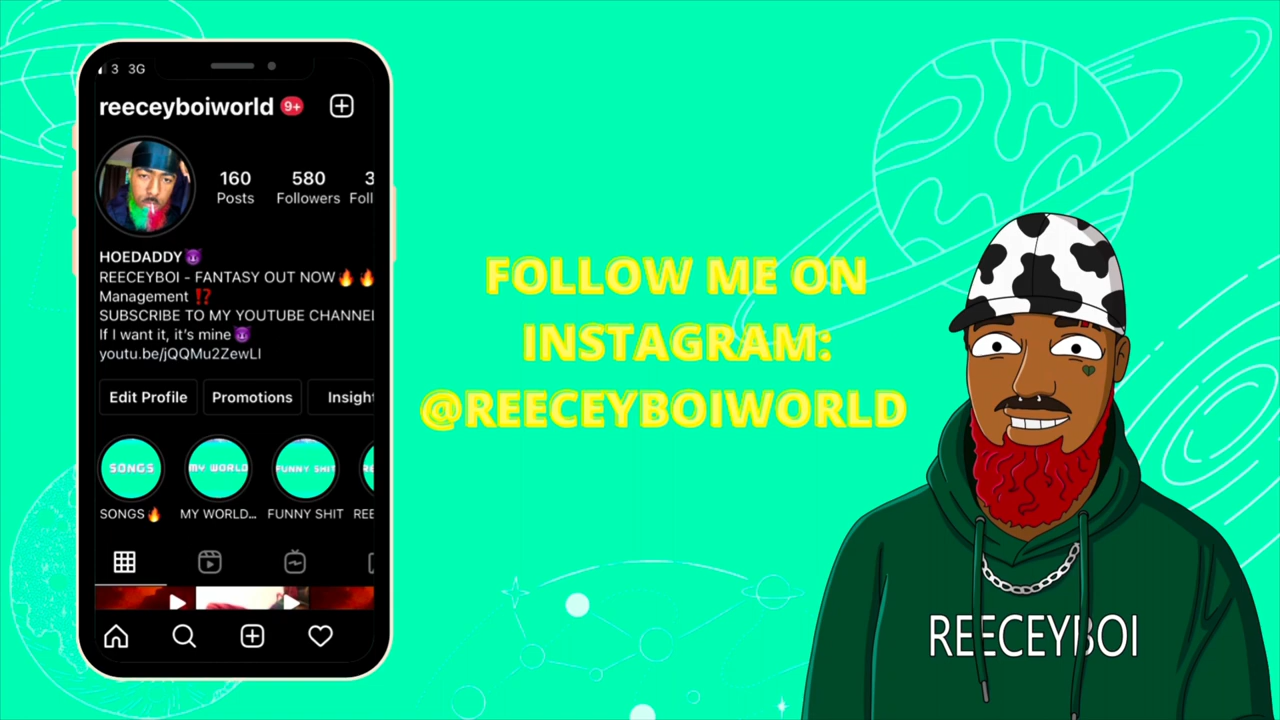 3 3G
reeceyboiworld 9+
160 580
Posts Followers
HOEDADDY😈
REECEYBOI - FANTASY OUT NOW🔥🔥
Management ⁉️
SUBSCRIBE TO MY YOUTUBE CHANNEL
If I want it, it's mine😈
youtu.be/jQQMu2ZewLI
Edit Profile Promotions Insight
SONGS MY WORLD FUNNY SHIT
SONGS🔥 MY WORLD... FUNNY SHIT
FOLLOW ME ON
INSTAGRAM:
@REECEYBOIWORLD
REECEYBOI